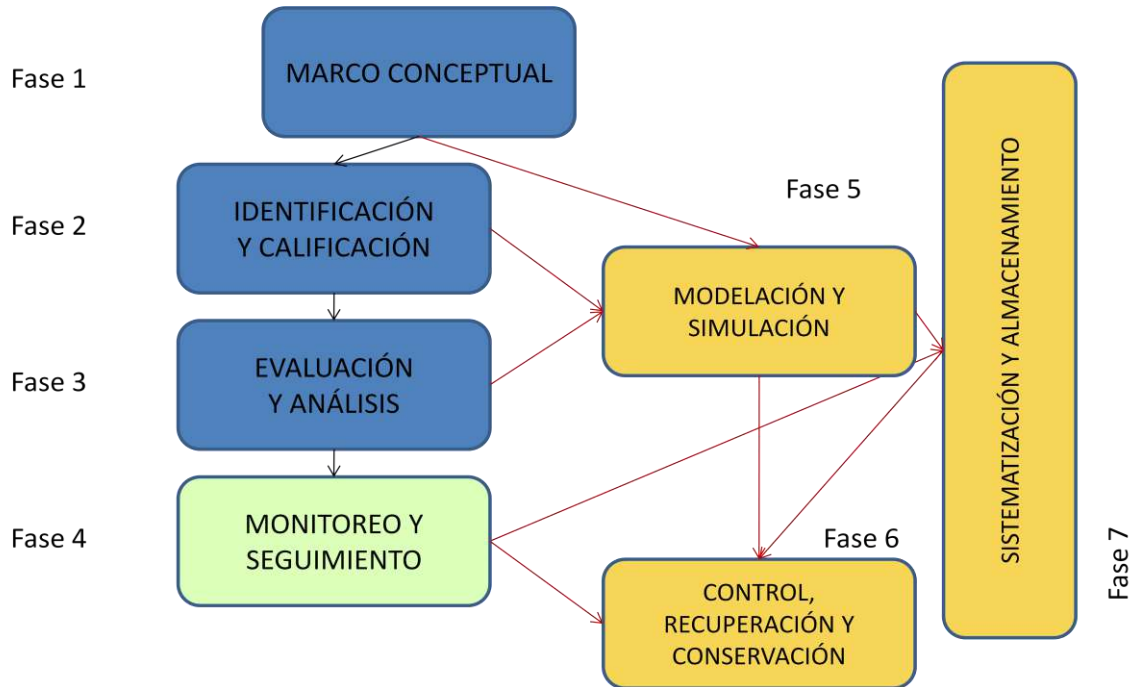 Fase 1
MARCO CONCEPTUAL
Fase 2
IDENTIFICACIÓN
Y CALIFICACIÓN
Fase 3
EVALUACIÓN
Y ANÁLISIS
Fase 4
MONITOREO Y
SEGUIMIENTO
Fase 5
MODELACIÓN Y
SIMULACIÓN
Fase 6
CONTROL,
RECUPERACIÓN Y
CONSERVACIÓN
SISTEMATIZACIÓN Y ALMACENAMIENTO
Fase 7